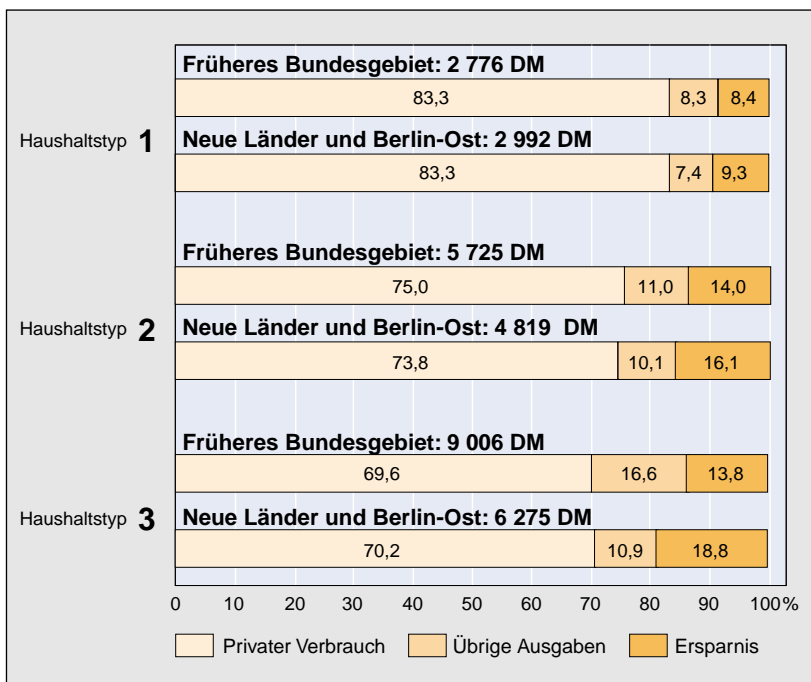 Früheres Bundesgebiet: 2 776 DM
83,3 8,3 8,4
Haushaltstyp 1
Neue Länder und Berlin-Ost: 2 992 DM
83,3 7,4 9,3
Früheres Bundesgebiet: 5 725 DM
75,0 11,0 14,0
Haushaltstyp 2
Neue Länder und Berlin-Ost: 4 819 DM
73,8 10,1 16,1
Früheres Bundesgebiet: 9 006 DM
69,6 16,6 13,8
Haushaltstyp 3
Neue Länder und Berlin-Ost: 6 275 DM
70,2 10,9 18,8
0 10 20 30 40 50 60 70 80 90 100%
Privater Verbrauch Übrige Ausgaben Ersparnis